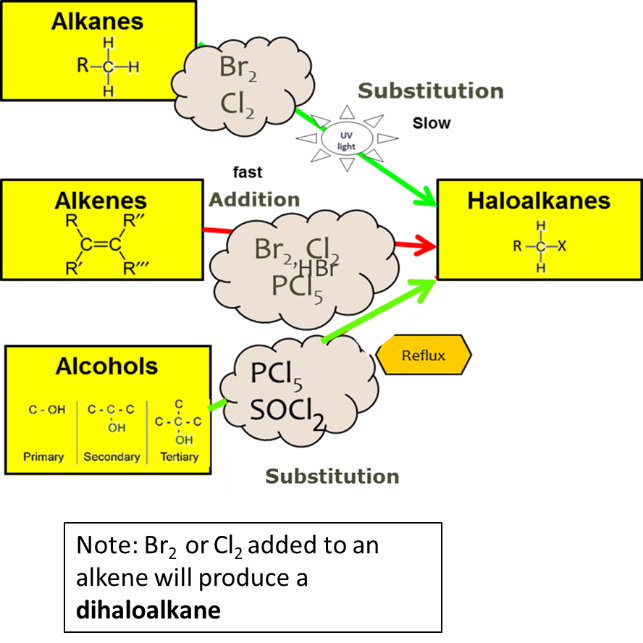 Alkanes
H
R–C–H
H
Br₂
Cl₂
Substitution
Slow
UV
light
fast
Addition
Alkenes
R R″
C=C
R′ R‴
Br₂, Cl₂
HBr
PCl₅
Haloalkanes
H
R–C–X
H
Alcohols
C–OH
Primary
C–C–C
OH
Secondary
C
C–C–C
OH
Tertiary
PCl₅
SOCl₂
Reflux
Substitution
Note: Br₂ or Cl₂ added to an
alkene will produce a
dihaloalkane